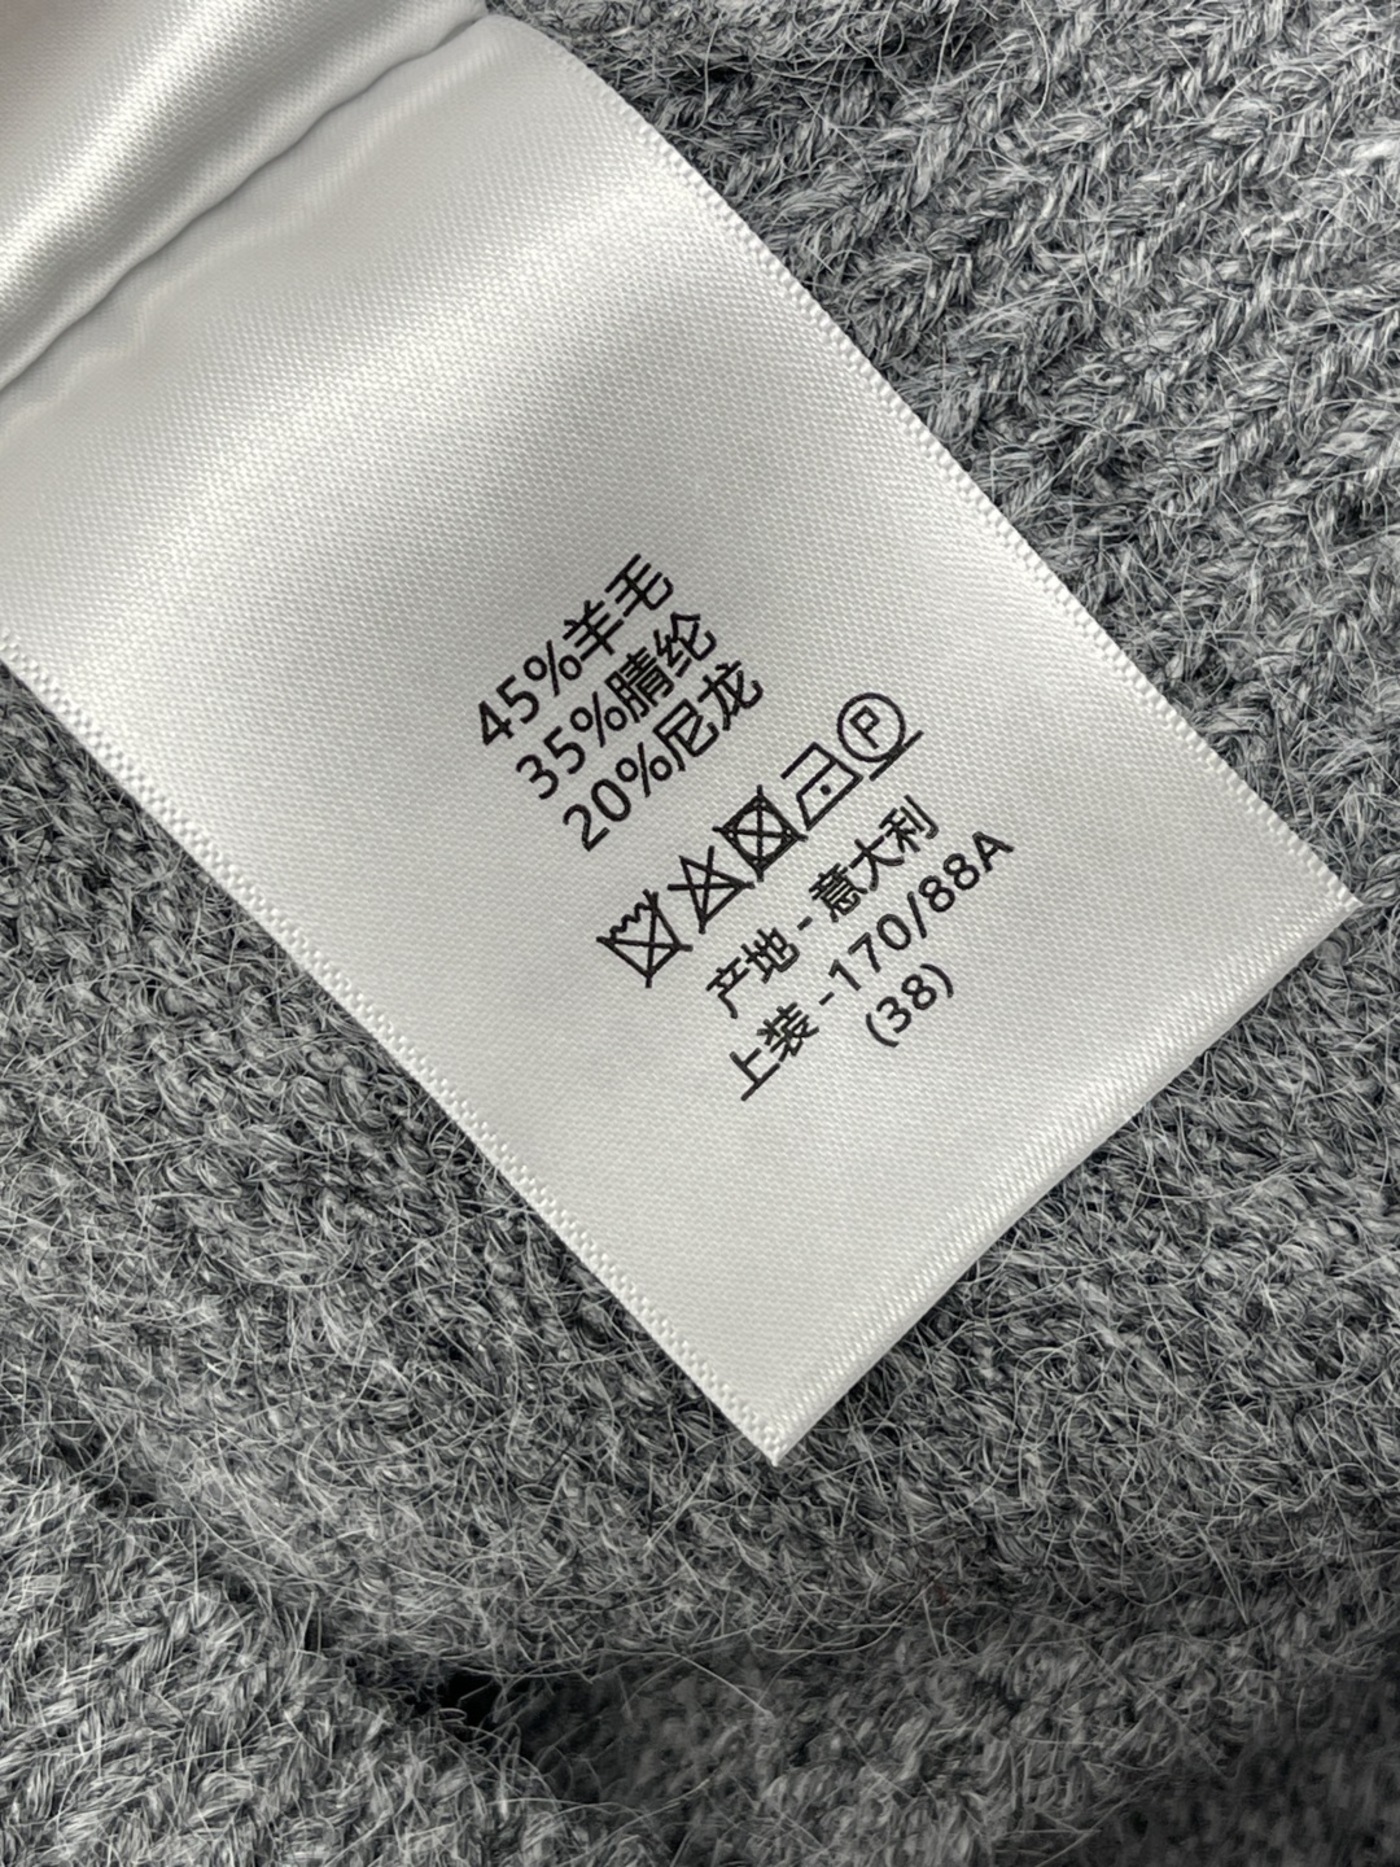 45%羊毛
35%腈纶
20%尼龙
P
产地 - 意大利
上装 -170/88A
(38)